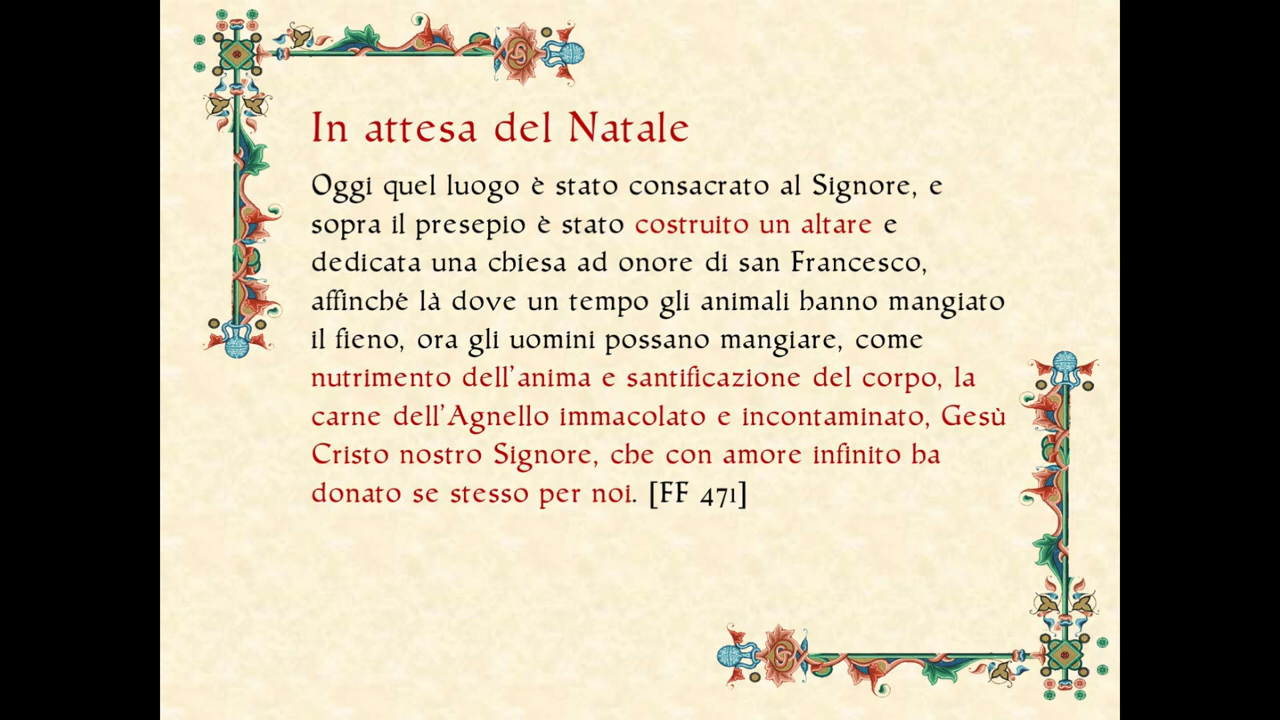 In attesa del Natale
Oggi quel luogo è stato consacrato al Signore, e
sopra il presepio è stato costruito un altare e
dedicata una chiesa ad onore di san Francesco,
affinché là dove un tempo gli animali hanno mangiato
il fieno, ora gli uomini possano mangiare, come
nutrimento dell'anima e santificazione del corpo, la
carne dell'Agnello immacolato e incontaminato, Gesù
Cristo nostro Signore, che con amore infinito ha
donato se stesso per noi. [FF 471]